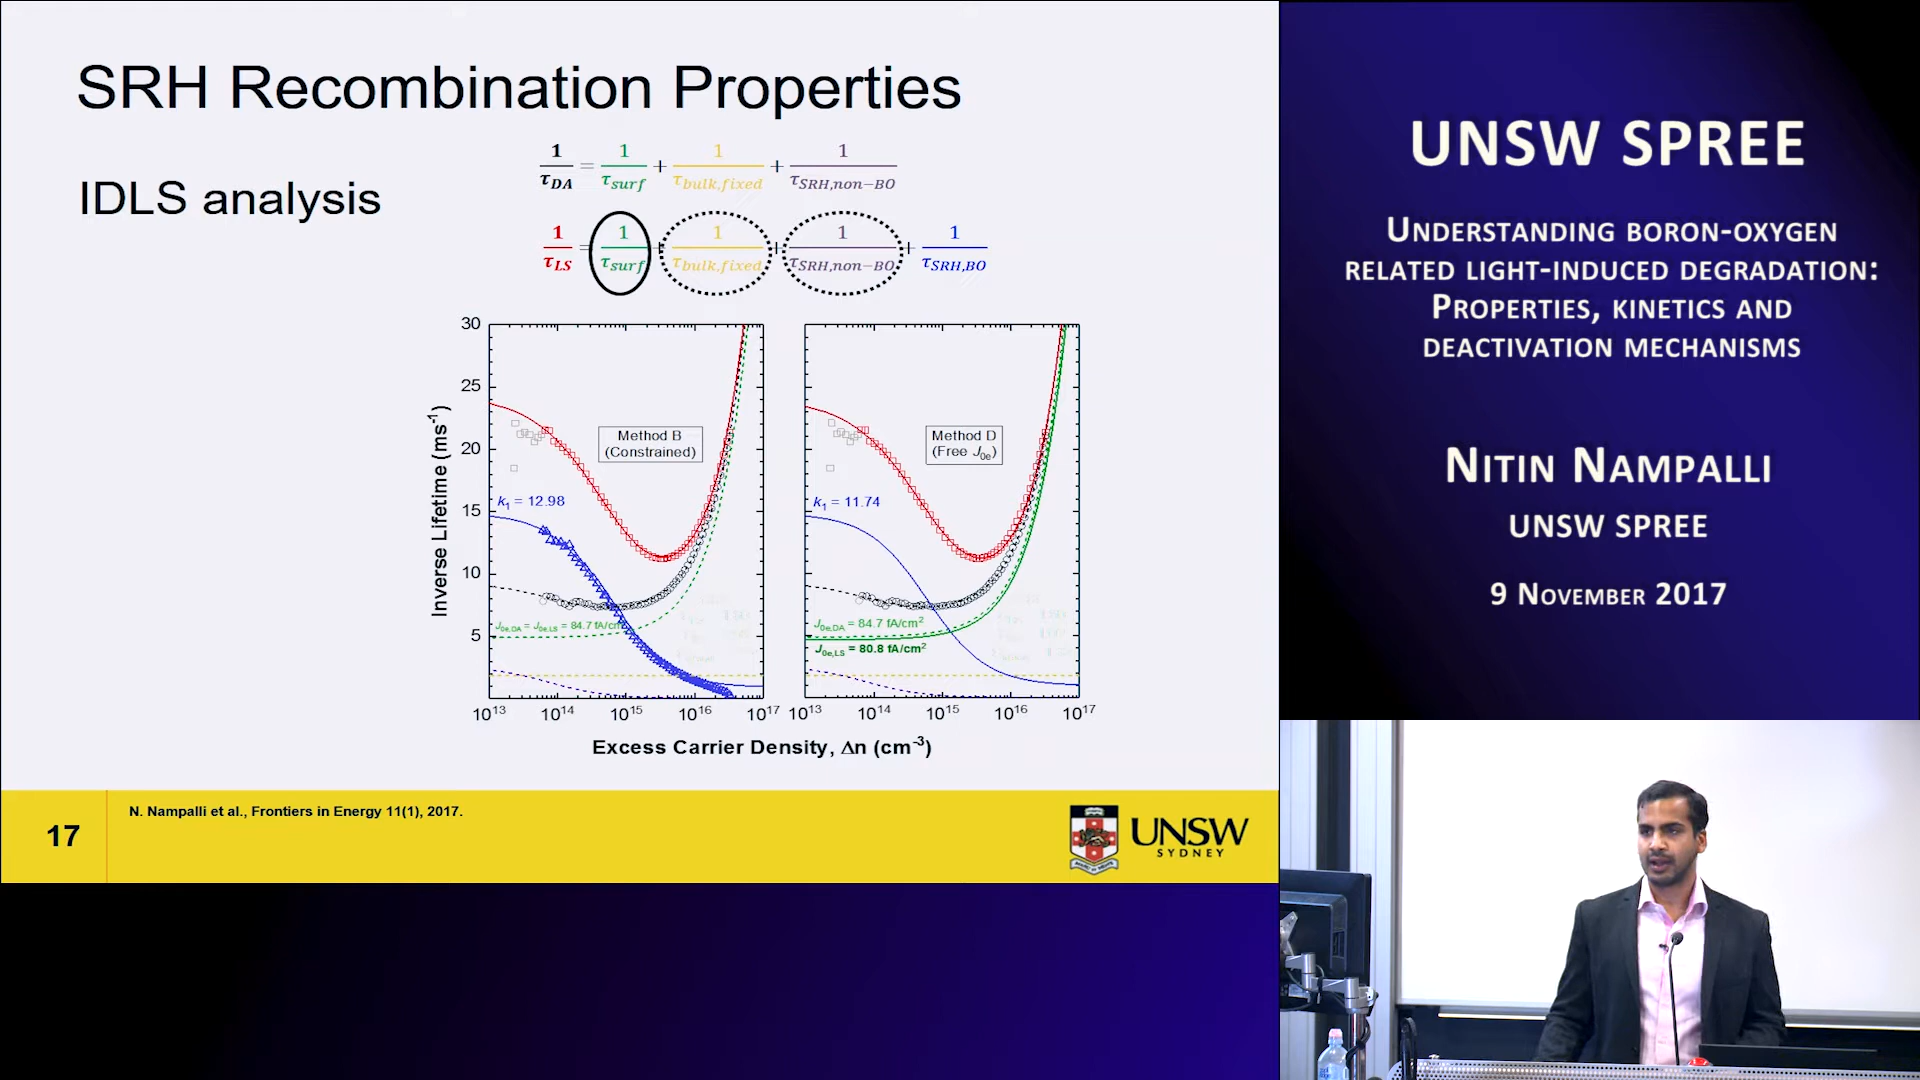 SRH Recombination Properties
IDLS analysis
1/τ_DA = 1/τ_surf + 1/τ_bulk,fixed + 1/τ_SRH,non−BO
1/τ_LS = 1/τ_surf + 1/τ_bulk,fixed + 1/τ_SRH,non−BO + 1/τ_SRH,BO
Inverse Lifetime (ms⁻¹)
30
25
20
15
10
5
Method B
(Constrained)
k₁ = 12.98
J0e,DA = J0e,LS = 84.7 fA/cm
10¹³ 10¹⁴ 10¹⁵ 10¹⁶ 10¹⁷
Method D
(Free J0e)
k₁ = 11.74
J0e,DA = 84.7 fA/cm²
J0e,LS = 80.8 fA/cm²
10¹³ 10¹⁴ 10¹⁵ 10¹⁶ 10¹⁷
Excess Carrier Density, Δn (cm⁻³)
17
N. Nampalli et al., Frontiers in Energy 11(1), 2017.
UNSW
SYDNEY
UNSW SPREE
Understanding boron-oxygen
related light-induced degradation:
Properties, kinetics and
deactivation mechanisms
Nitin Nampalli
UNSW SPREE
9 November 2017